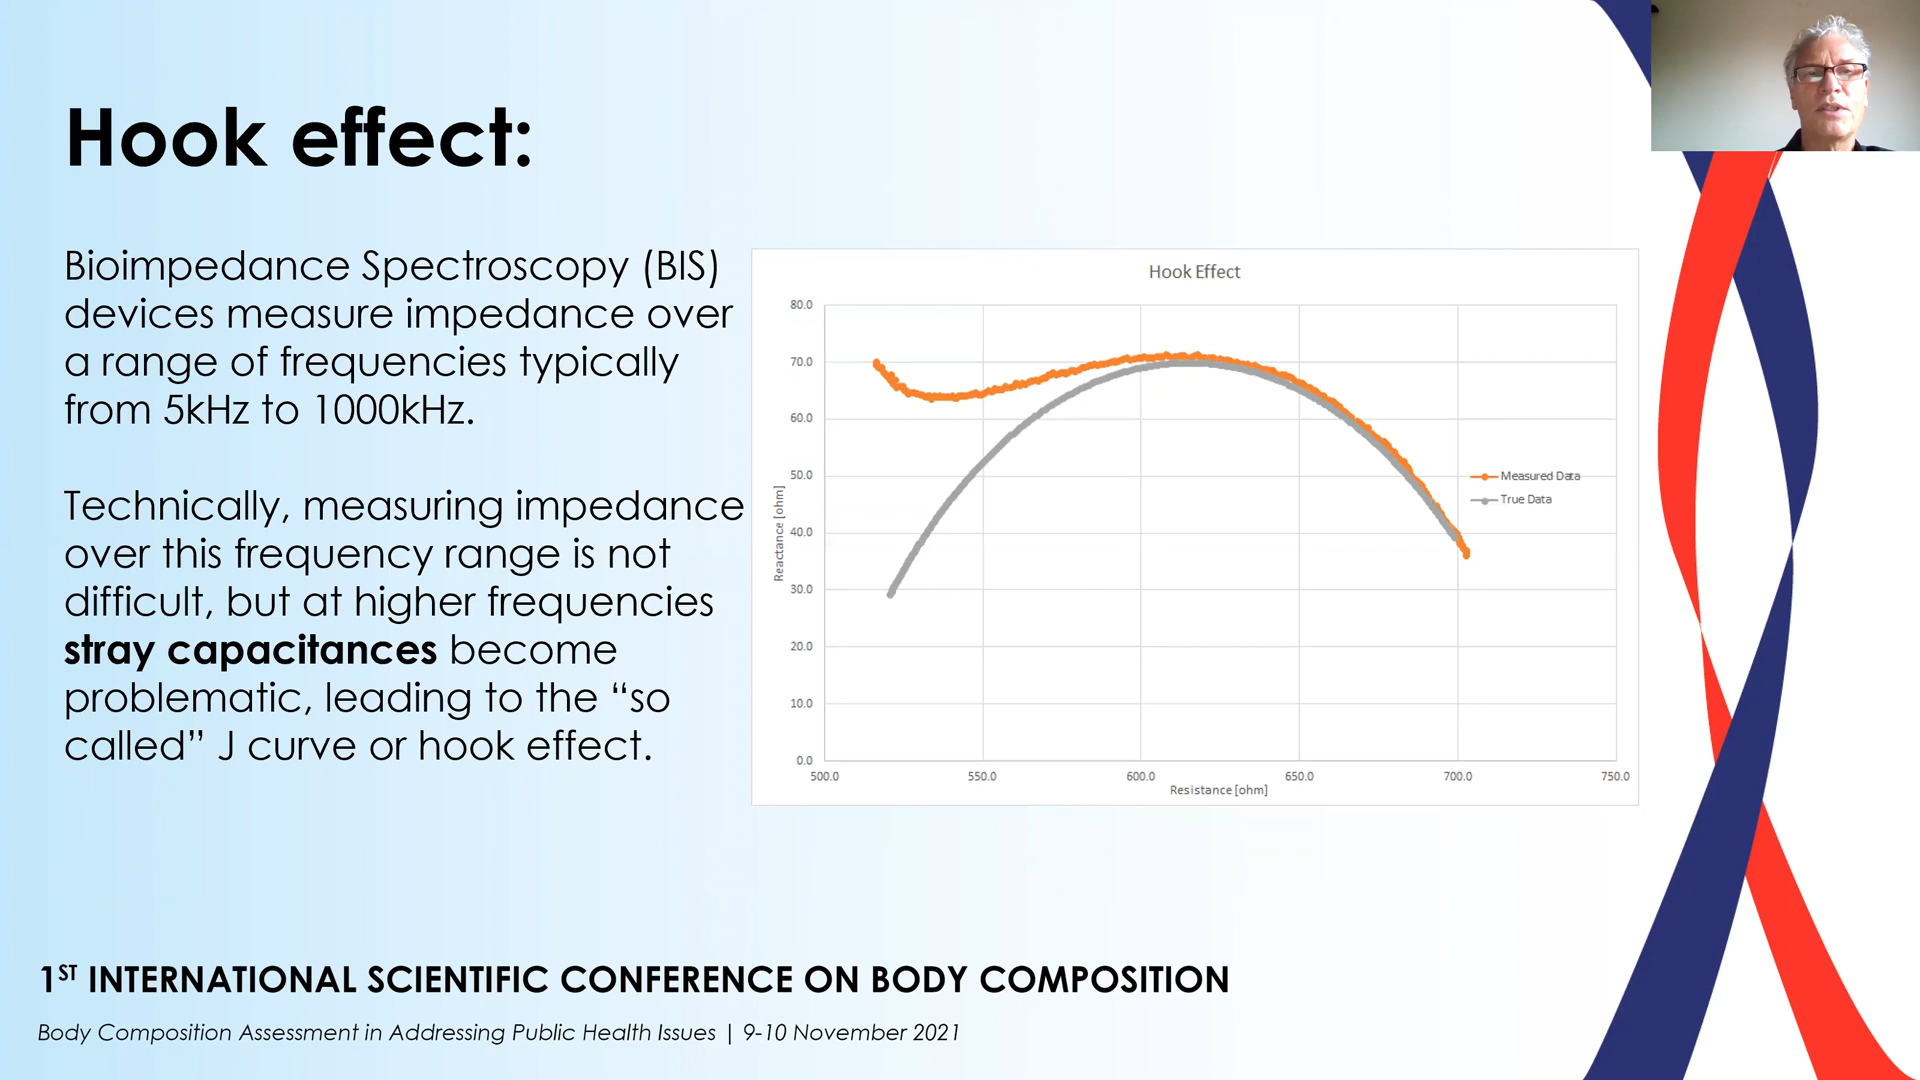 Hook effect:
Bioimpedance Spectroscopy (BIS)
devices measure impedance over
a range of frequencies typically
from 5kHz to 1000kHz.
Technically, measuring impedance
over this frequency range is not
difficult, but at higher frequencies
stray capacitances become
problematic, leading to the “so
called” J curve or hook effect.
Hook Effect
80.0
70.0
60.0
50.0
40.0
30.0
20.0
10.0
0.0
Reactance [ohm]
500.0 550.0 600.0 650.0 700.0 750.0
Resistance [ohm]
Measured Data
True Data
1ST INTERNATIONAL SCIENTIFIC CONFERENCE ON BODY COMPOSITION
Body Composition Assessment in Addressing Public Health Issues | 9-10 November 2021